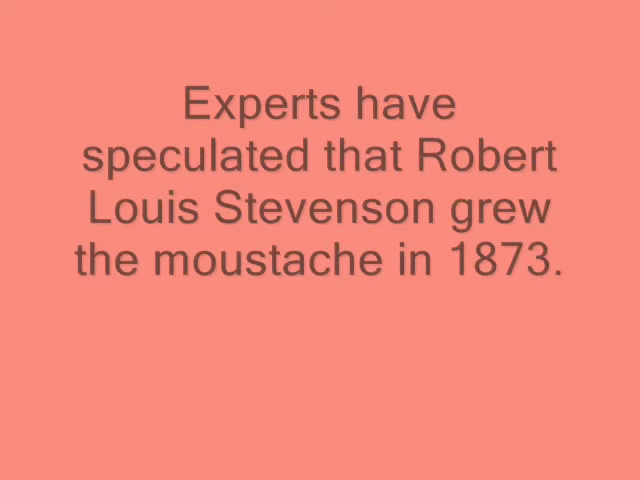 Experts have
speculated that Robert
Louis Stevenson grew
the moustache in 1873.